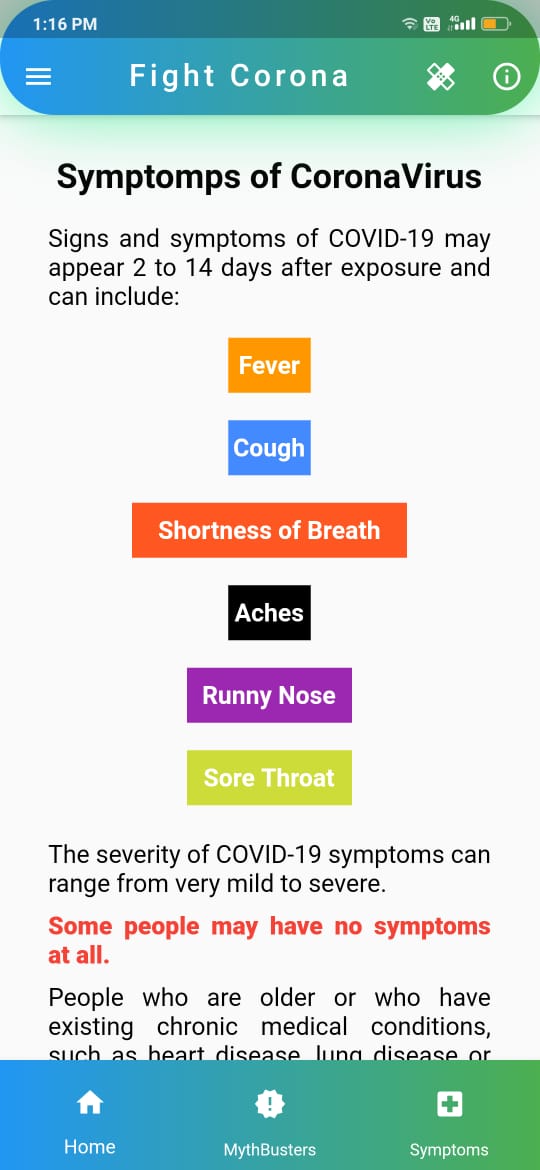 1:16 PM
Vo
LTE
4G
Fight Corona
Symptomps of CoronaVirus
Signs and symptoms of COVID-19 may
appear 2 to 14 days after exposure and
can include:
Fever
Cough
Shortness of Breath
Aches
Runny Nose
Sore Throat
The severity of COVID-19 symptoms can
range from very mild to severe.
Some people may have no symptoms
at all.
People who are older or who have
existing chronic medical conditions,
such as heart disease, lung disease or
Home
MythBusters
Symptoms